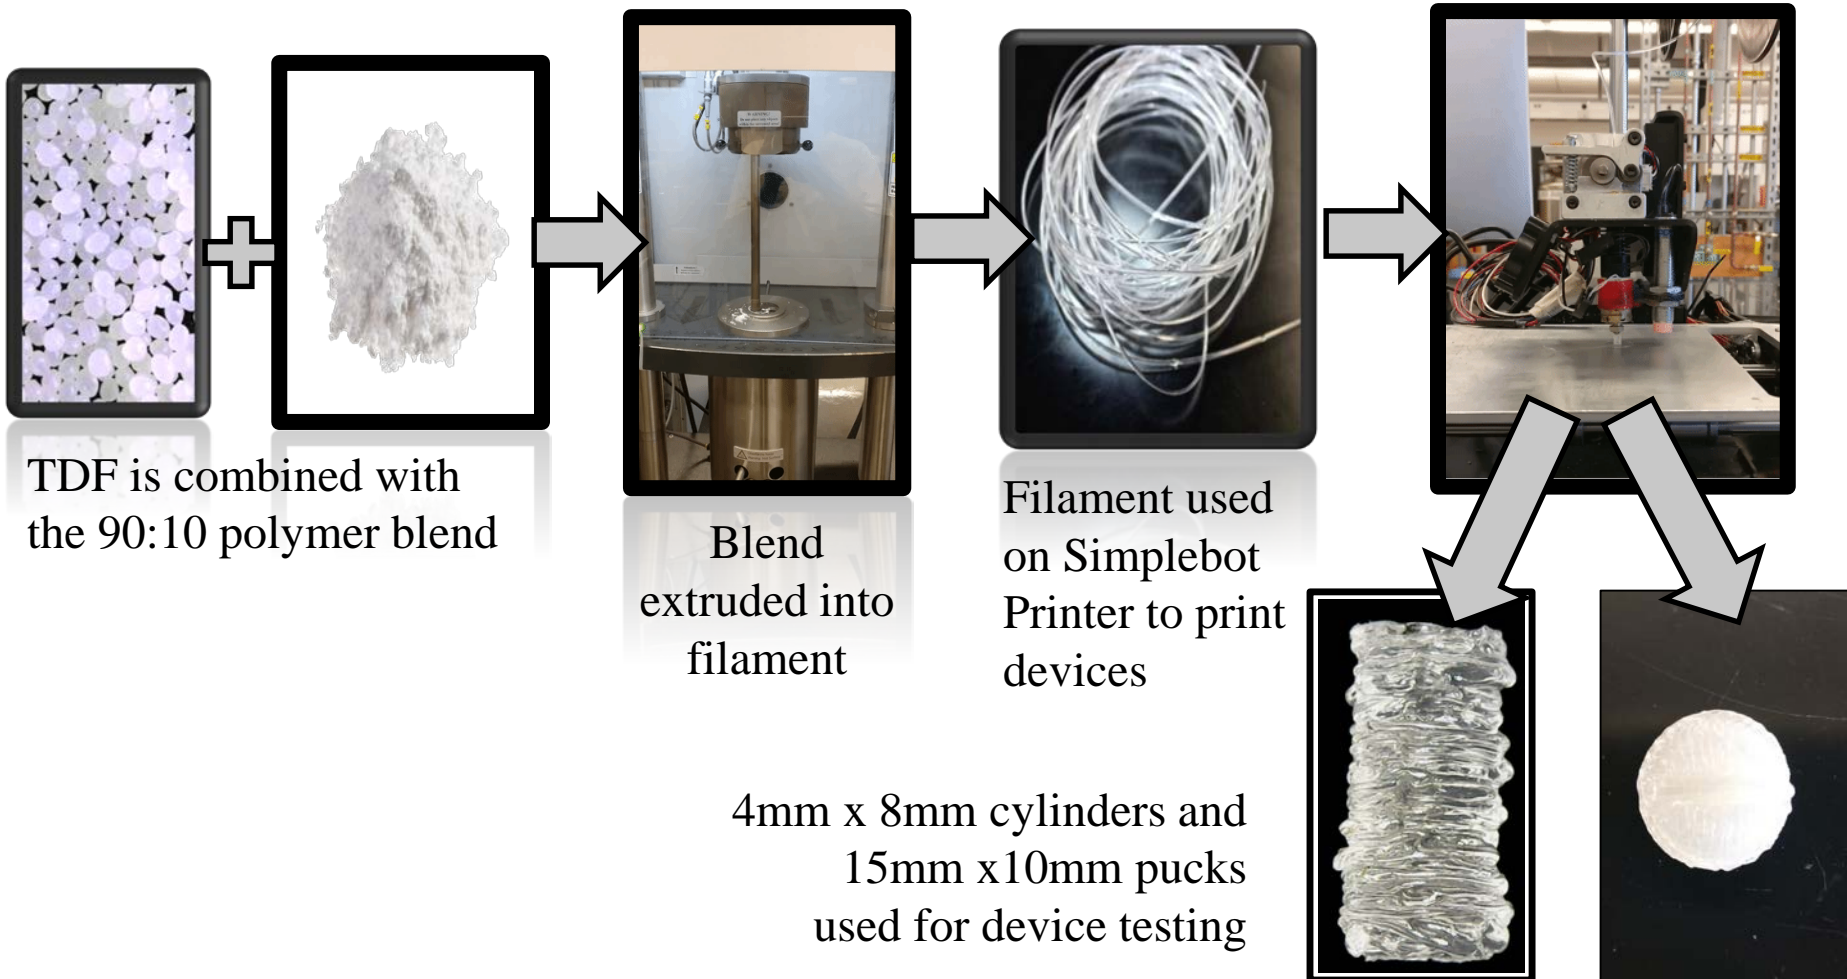 TDF is combined with
the 90:10 polymer blend
Blend
extruded into
filament
Filament used
on Simplebot
Printer to print
devices
4mm x 8mm cylinders and
15mm x10mm pucks
used for device testing